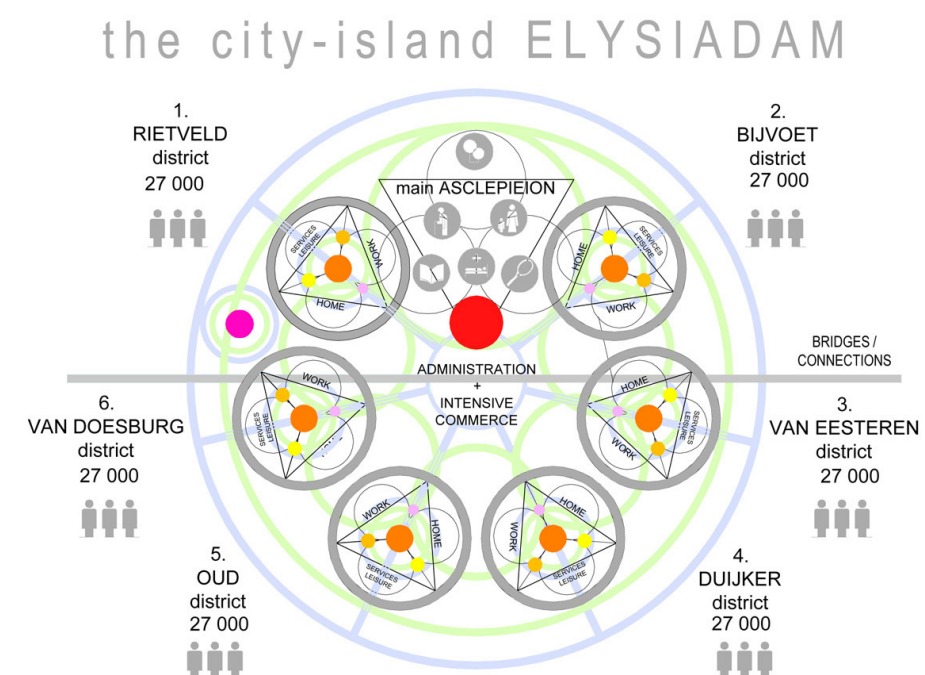 the city-island ELYSIADAM
1.
RIETVELD
district
27 000
2.
BIJVOET
district
27 000
main ASCLEPIEION
SERVICES
LEISURE
WORK
HOME
HOME
SERVICES
LEISURE
WORK
ADMINISTRATION
+
INTENSIVE
COMMERCE
BRIDGES /
CONNECTIONS
6.
VAN DOESBURG
district
27 000
WORK
SERVICES
LEISURE
HOME
SERVICES
LEISURE
WORK
3.
VAN EESTEREN
district
27 000
5.
OUD
district
27 000
WORK
HOME
SERVICES
LEISURE
HOME
WORK
SERVICES
LEISURE
4.
DUIJKER
district
27 000